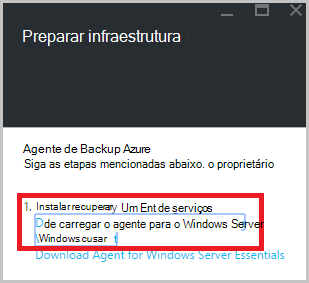 Preparar infraestrutura
Agente de Backup Azure
Siga as etapas mencionadas abaixo. o proprietário
1. Instalar recuperary Um Ent de serviços
Dde carregar o agente para o Windows Server
Windows cusar
Download Agent for Windows Server Essentials